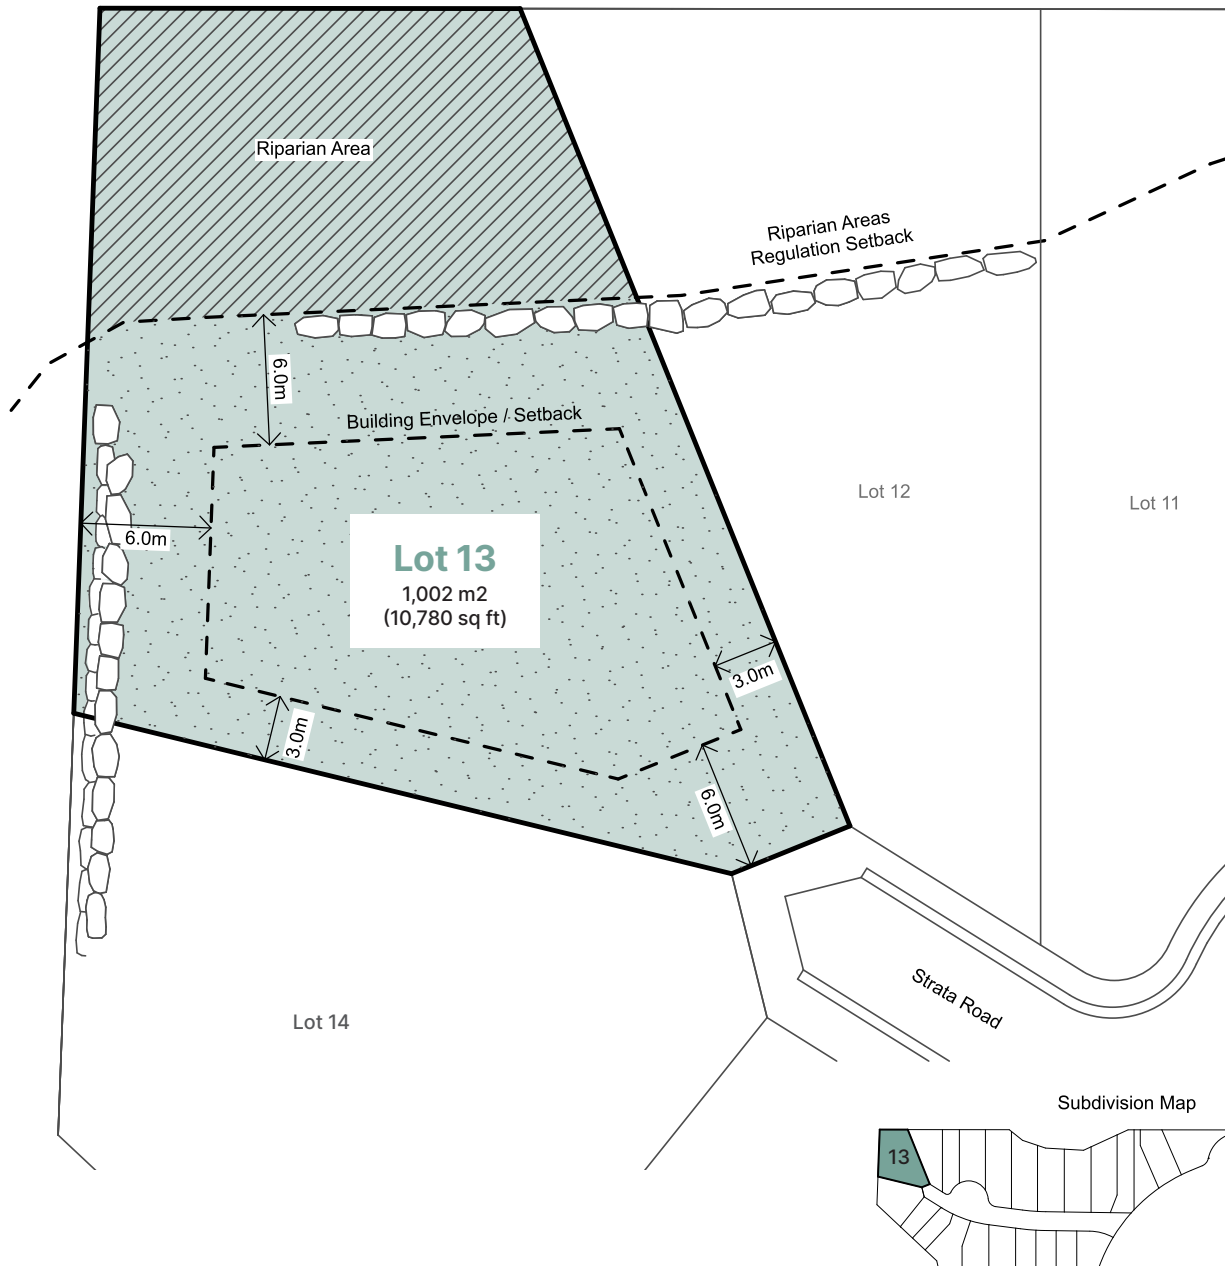 Riparian Area
Riparian Areas
Regulation Setback
6.0m
Building Envelope / Setback
Lot 12
Lot 11
6.0m
Lot 13
1,002 m2
(10,780 sq ft)
3.0m
3.0m
6.0m
Strata Road
Lot 14
Subdivision Map
13